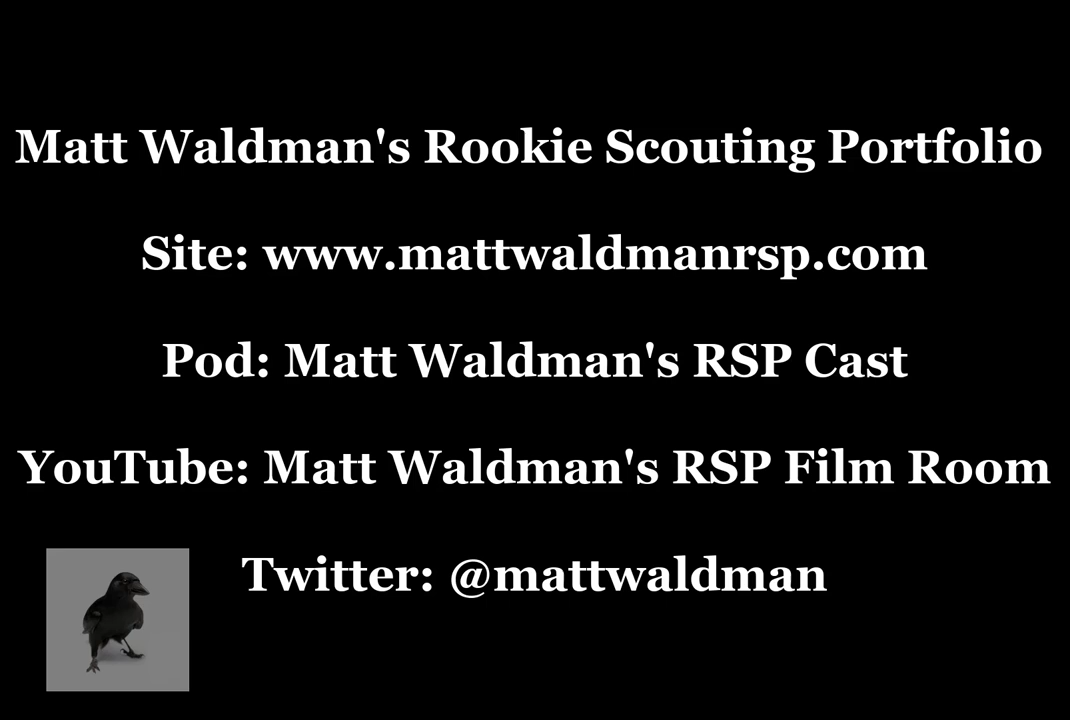 Matt Waldman's Rookie Scouting Portfolio
Site: www.mattwaldmanrsp.com
Pod: Matt Waldman's RSP Cast
YouTube: Matt Waldman's RSP Film Room
Twitter: @mattwaldman